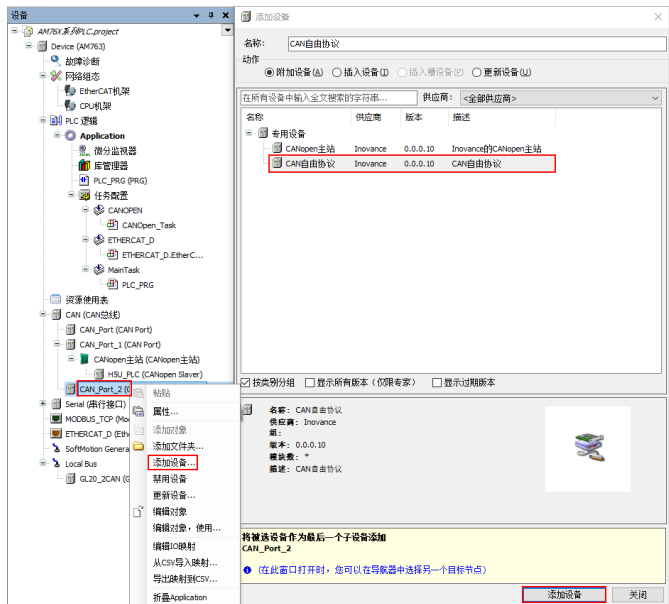 设备
AM76X系列PLC.project
Device (AM763)
故障诊断
网络组态
EtherCAT机架
CPU机架
PLC 逻辑
Application
微分监视器
库管理器
PLC_PRG (PRG)
任务配置
CANOPEN
CANOpen_Task
ETHERCAT_D
ETHERCAT_D.EtherC...
MainTask
PLC_PRG
资源使用表
CAN (CAN总线)
CAN_Port (CAN Port)
CAN_Port_1 (CAN Port)
CANopen主站 (CANopen主站)
H5U_PLC (CANopen Slaver)
CAN_Port_2 (C
Serial (串行接口)
MODBUS_TCP (Mo
ETHERCAT_D (Eth
SoftMotion Genera
Local Bus
GL20_2CAN (G
粘贴
属性...
添加对象
添加文件夹...
添加设备...
禁用设备
更新设备...
编辑对象
编辑对象，使用...
编辑IO映射
从CSV导入映射...
导出映射到CSV...
折叠Application
添加设备
名称: CAN自由协议
动作
附加设备(A) 插入设备(I) 插入槽设备(P) 更新设备(U)
在所有设备中输入全文搜索的字符串... 供应商: <全部供应商>
名称 供应商 版本 描述
专用设备
CANopen主站 Inovance 0.0.0.10 Inovance的CANopen主站
CAN自由协议 Inovance 0.0.0.10 CAN自由协议
按类别分组 显示所有版本（仅限专家） 显示过期版本
名称: CAN自由协议
供应商: Inovance
组:
版本: 0.0.0.10
模块数: *
描述: CAN自由协议
将被选设备作为最后一个子设备添加
CAN_Port_2
(在此窗口打开时，您可以在导航器中选择另一个目标节点)
添加设备 关闭